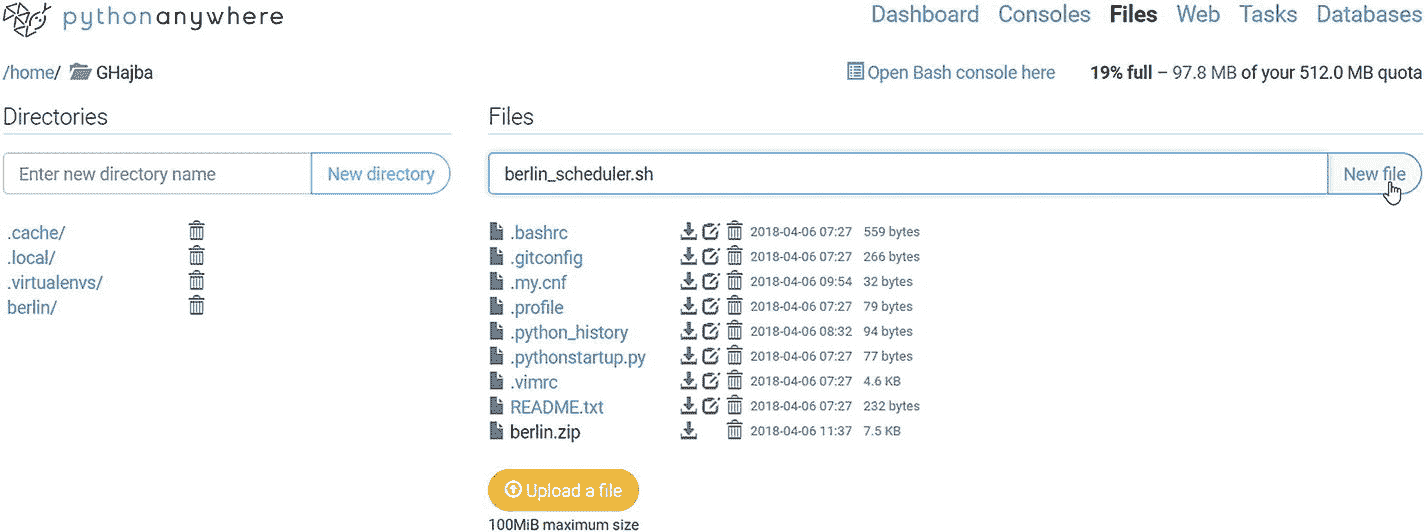 pythonanywhere
Dashboard Consoles Files Web Tasks Databases
/home/ GHajba
Open Bash console here 19% full – 97.8 MB of your 512.0 MB quota
Directories
Enter new directory name New directory
.cache/
.local/
.virtualenvs/
berlin/
Files
berlin_scheduler.sh New file
.bashrc 2018-04-06 07:27 559 bytes
.gitconfig 2018-04-06 07:27 266 bytes
.my.cnf 2018-04-06 09:54 32 bytes
.profile 2018-04-06 07:27 79 bytes
.python_history 2018-04-06 08:32 94 bytes
.pythonstartup.py 2018-04-06 07:27 77 bytes
.vimrc 2018-04-06 07:27 4.6 KB
README.txt 2018-04-06 07:27 232 bytes
berlin.zip 2018-04-06 11:37 7.5 KB
Upload a file
100MiB maximum size